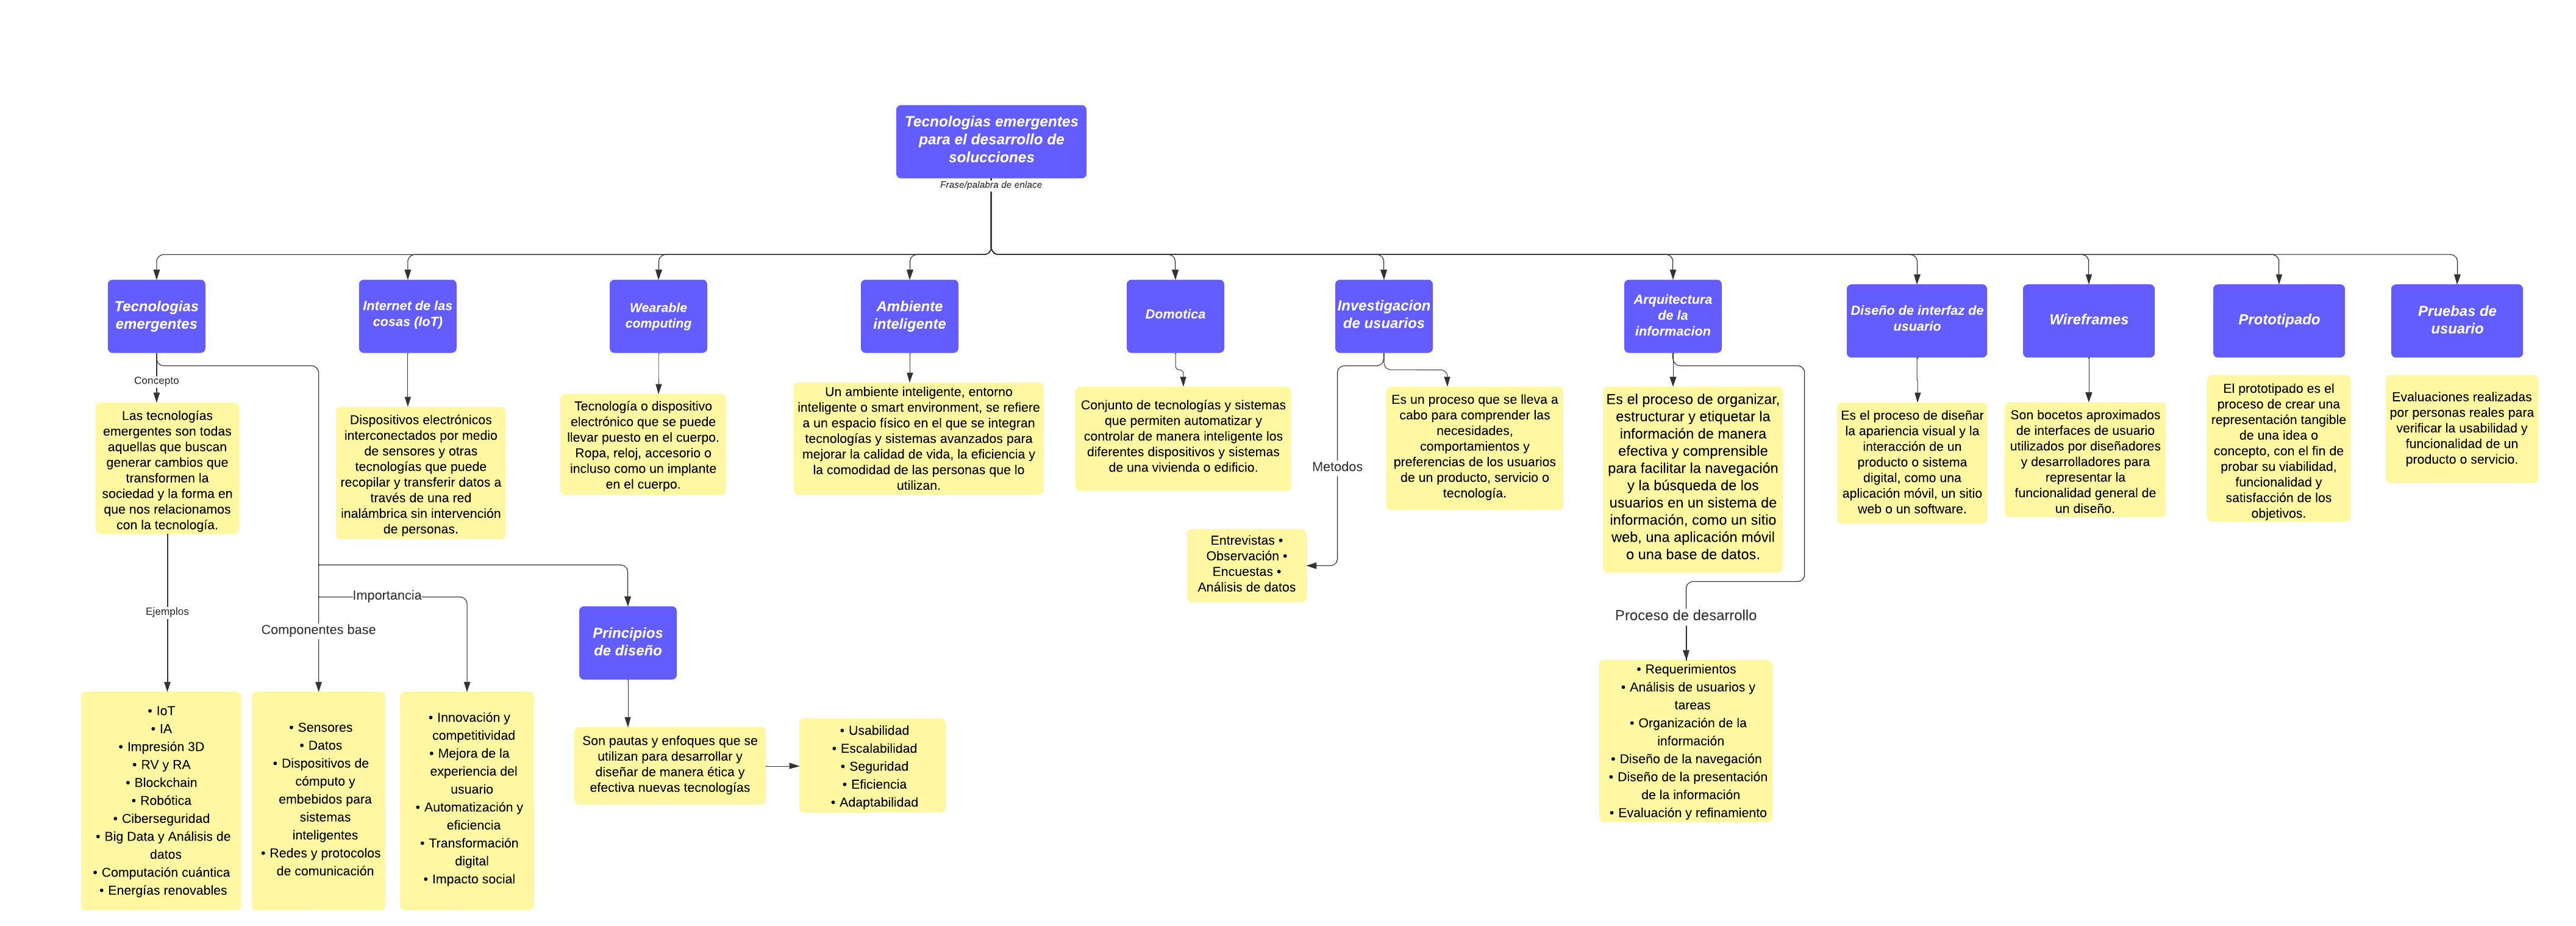 Tecnologias emergentes
para el desarrollo de
solucciones
Frase/palabra de enlace
Tecnologias
emergentes
Internet de las
cosas (IoT)
Wearable
computing
Ambiente
inteligente
Domotica
Investigacion
de usuarios
Arquitectura
de la
informacion
Diseño de interfaz de
usuario
Wireframes
Prototipado
Pruebas de
usuario
Concepto
Las tecnologías
emergentes son todas
aquellas que buscan
generar cambios que
transformen la
sociedad y la forma en
que nos relacionamos
con la tecnología.
Dispositivos electrónicos
interconectados por medio
de sensores y otras
tecnologías que puede
recopilar y transferir datos a
través de una red
inalámbrica sin intervención
de personas.
Tecnología o dispositivo
electrónico que se puede
llevar puesto en el cuerpo.
Ropa, reloj, accesorio o
incluso como un implante
en el cuerpo.
Un ambiente inteligente, entorno
inteligente o smart environment, se refiere
a un espacio físico en el que se integran
tecnologías y sistemas avanzados para
mejorar la calidad de vida, la eficiencia y
la comodidad de las personas que lo
utilizan.
Conjunto de tecnologías y sistemas
que permiten automatizar y
controlar de manera inteligente los
diferentes dispositivos y sistemas
de una vivienda o edificio.
Metodos
Es un proceso que se lleva a
cabo para comprender las
necesidades,
comportamientos y
preferencias de los usuarios
de un producto, servicio o
tecnología.
Es el proceso de organizar,
estructurar y etiquetar la
información de manera
efectiva y comprensible
para facilitar la navegación
y la búsqueda de los
usuarios en un sistema de
información, como un sitio
web, una aplicación móvil
o una base de datos.
Es el proceso de diseñar
la apariencia visual y la
interacción de un
producto o sistema
digital, como una
aplicación móvil, un sitio
web o un software.
Son bocetos aproximados
de interfaces de usuario
utilizados por diseñadores
y desarrolladores para
representar la
funcionalidad general de
un diseño.
El prototipado es el
proceso de crear una
representación tangible
de una idea o
concepto, con el fin de
probar su viabilidad,
funcionalidad y
satisfacción de los
objetivos.
Evaluaciones realizadas
por personas reales para
verificar la usabilidad y
funcionalidad de un
producto o servicio.
Entrevistas •
Observación •
Encuestas •
Análisis de datos
Ejemplos
Importancia
Componentes base
Principios
de diseño
Proceso de desarrollo
• IoT
• IA
• Impresión 3D
• RV y RA
• Blockchain
• Robótica
• Ciberseguridad
• Big Data y Análisis de
datos
• Computación cuántica
• Energías renovables
• Sensores
• Datos
• Dispositivos de
cómputo y
embebidos para
sistemas
inteligentes
• Redes y protocolos
de comunicación
• Innovación y
competitividad
• Mejora de la
experiencia del
usuario
• Automatización y
eficiencia
• Transformación
digital
• Impacto social
Son pautas y enfoques que se
utilizan para desarrollar y
diseñar de manera ética y
efectiva nuevas tecnologías
• Usabilidad
• Escalabilidad
• Seguridad
• Eficiencia
• Adaptabilidad
• Requerimientos
• Análisis de usuarios y
tareas
• Organización de la
información
• Diseño de la navegación
• Diseño de la presentación
de la información
• Evaluación y refinamiento